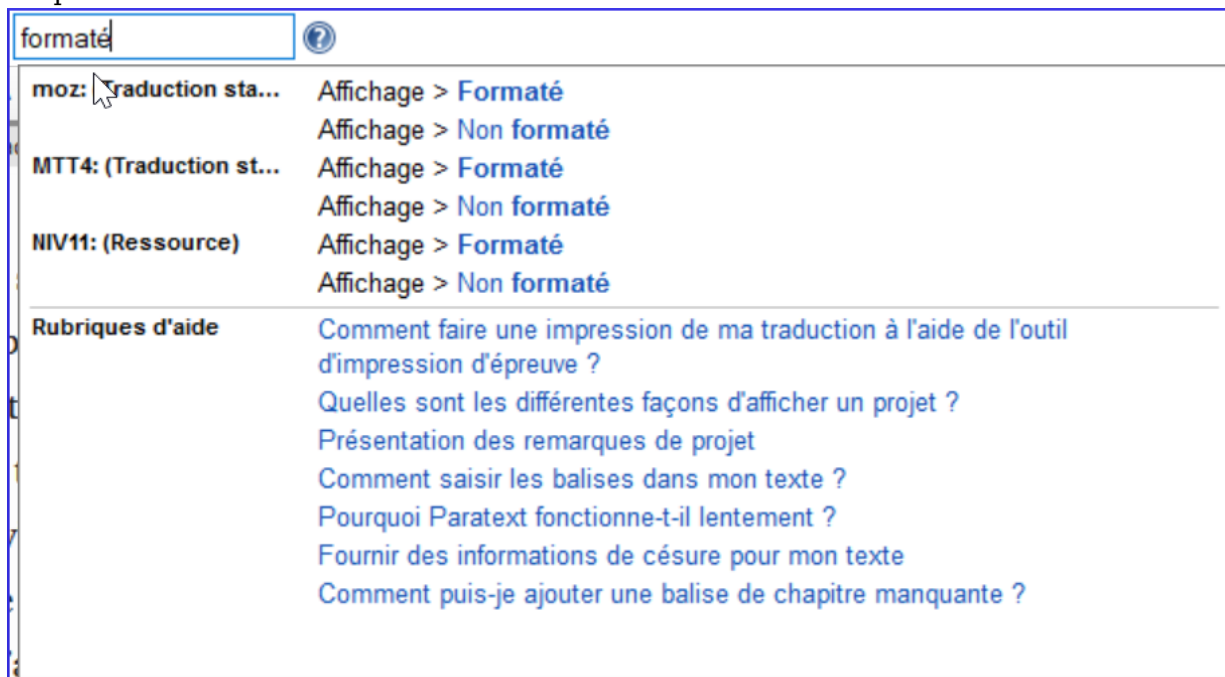 formaté
moz: (Traduction sta... Affichage > Formaté
Affichage > Non formaté
MTT4: (Traduction st... Affichage > Formaté
Affichage > Non formaté
NIV11: (Ressource) Affichage > Formaté
Affichage > Non formaté
Rubriques d'aide Comment faire une impression de ma traduction à l'aide de l'outil
d'impression d'épreuve ?
Quelles sont les différentes façons d'afficher un projet ?
Présentation des remarques de projet
Comment saisir les balises dans mon texte ?
Pourquoi Paratext fonctionne-t-il lentement ?
Fournir des informations de césure pour mon texte
Comment puis-je ajouter une balise de chapitre manquante ?